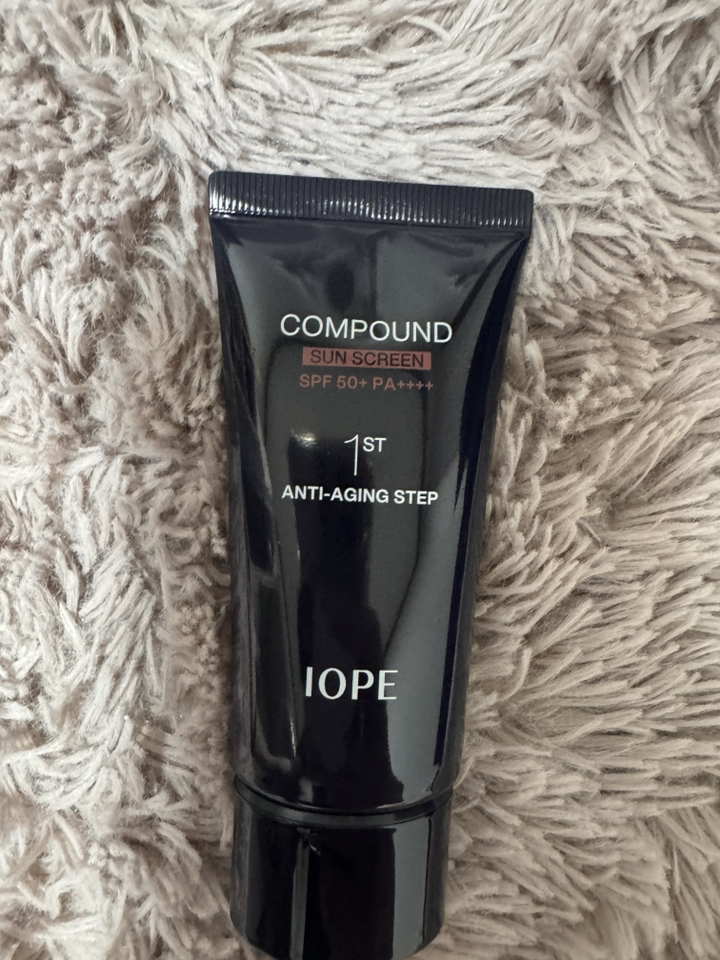 COMPOUND
SUN SCREEN
SPF 50+ PA++++
1ST
ANTI-AGING STEP
IOPE